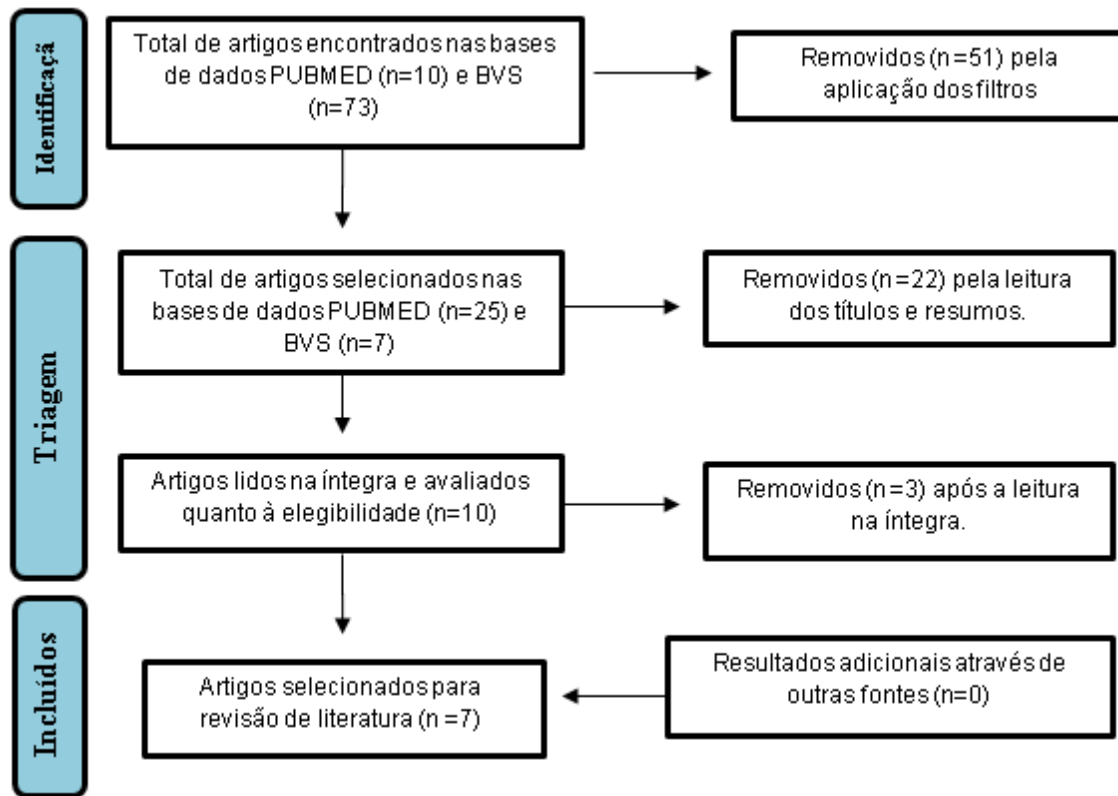 Identificaçã
Total de artigos encontrados nas bases
de dados PUBMED (n=10) e BVS
(n=73)
Removidos (n=51) pela
aplicação dos filtros
Triagem
Total de artigos selecionados nas
bases de dados PUBMED (n=25) e
BVS (n=7)
Removidos (n=22) pela leitura
dos títulos e resumos.
Artigos lidos na íntegra e avaliados
quanto à elegibilidade (n=10)
Removidos (n=3) após a leitura
na íntegra.
Incluídos
Artigos selecionados para
revisão de literatura (n =7)
Resultados adicionais através de
outras fontes (n=0)